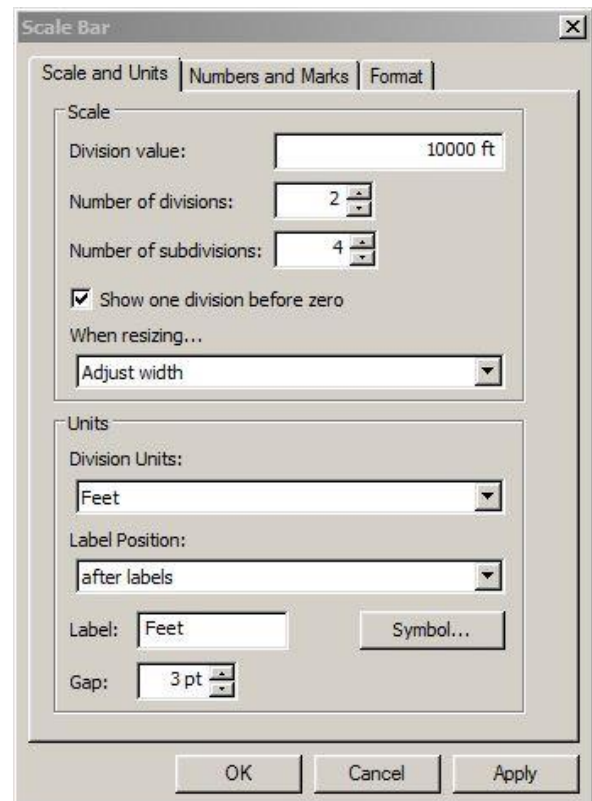 Scale Bar
Scale and Units Numbers and Marks Format
Scale
Division value: 10000 ft
Number of divisions: 2
Number of subdivisions: 4
Show one division before zero
When resizing...
Adjust width
Units
Division Units:
Feet
Label Position:
after labels
Label: Feet Symbol...
Gap: 3 pt
OK Cancel Apply